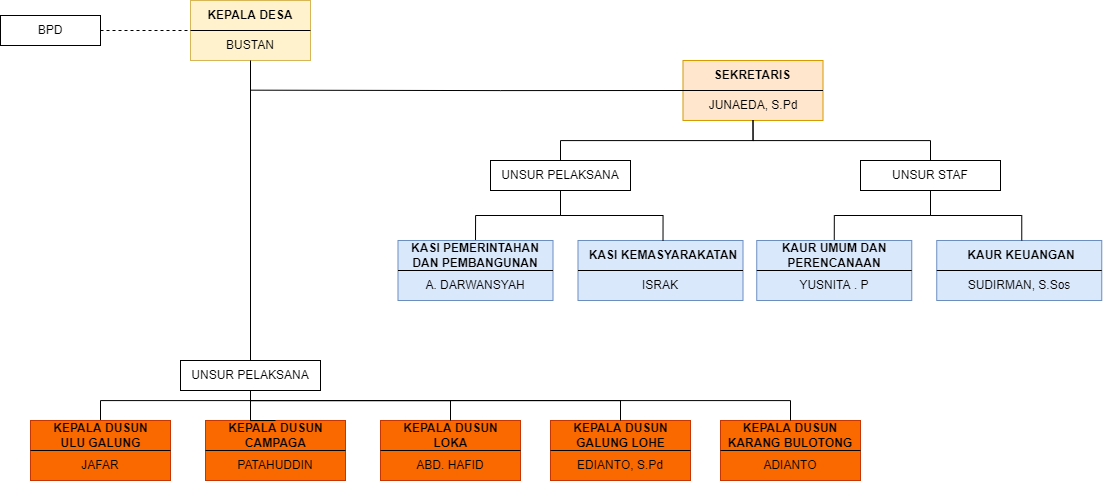 KEPALA DESA
BUSTAN
BPD
SEKRETARIS
JUNAEDA, S.Pd
UNSUR PELAKSANA
UNSUR STAF
KASI PEMERINTAHAN
DAN PEMBANGUNAN
A. DARWANSYAH
KASI KEMASYARAKATAN
ISRAK
KAUR UMUM DAN
PERENCANAAN
YUSNITA . P
KAUR KEUANGAN
SUDIRMAN, S.Sos
UNSUR PELAKSANA
KEPALA DUSUN
ULU GALUNG
JAFAR
KEPALA DUSUN
CAMPAGA
PATAHUDDIN
KEPALA DUSUN
LOKA
ABD. HAFID
KEPALA DUSUN
GALUNG LOHE
EDIANTO, S.Pd
KEPALA DUSUN
KARANG BULOTONG
ADIANTO